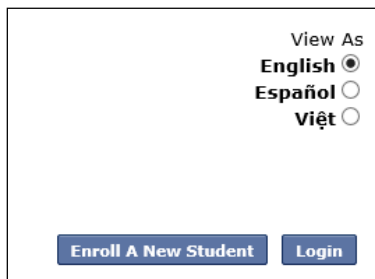 View As
English
Español
Việt
Enroll A New Student Login